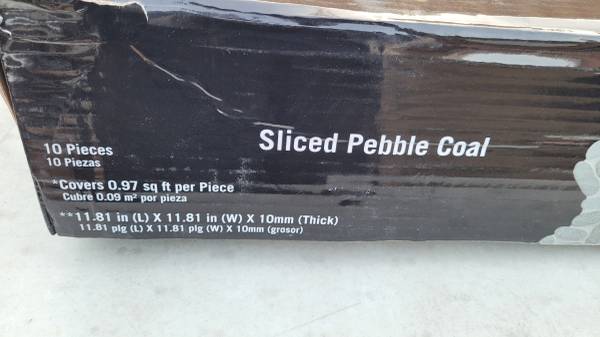 Sliced Pebble Coal
10 Pieces
10 Piezas
*Covers 0.97 sq ft per Piece
Cubre 0.09 m² por pieza
**11.81 in (L) X 11.81 in (W) X 10mm (Thick)
11.81 plg (L) X 11.81 plg (W) X 10mm (grosor)